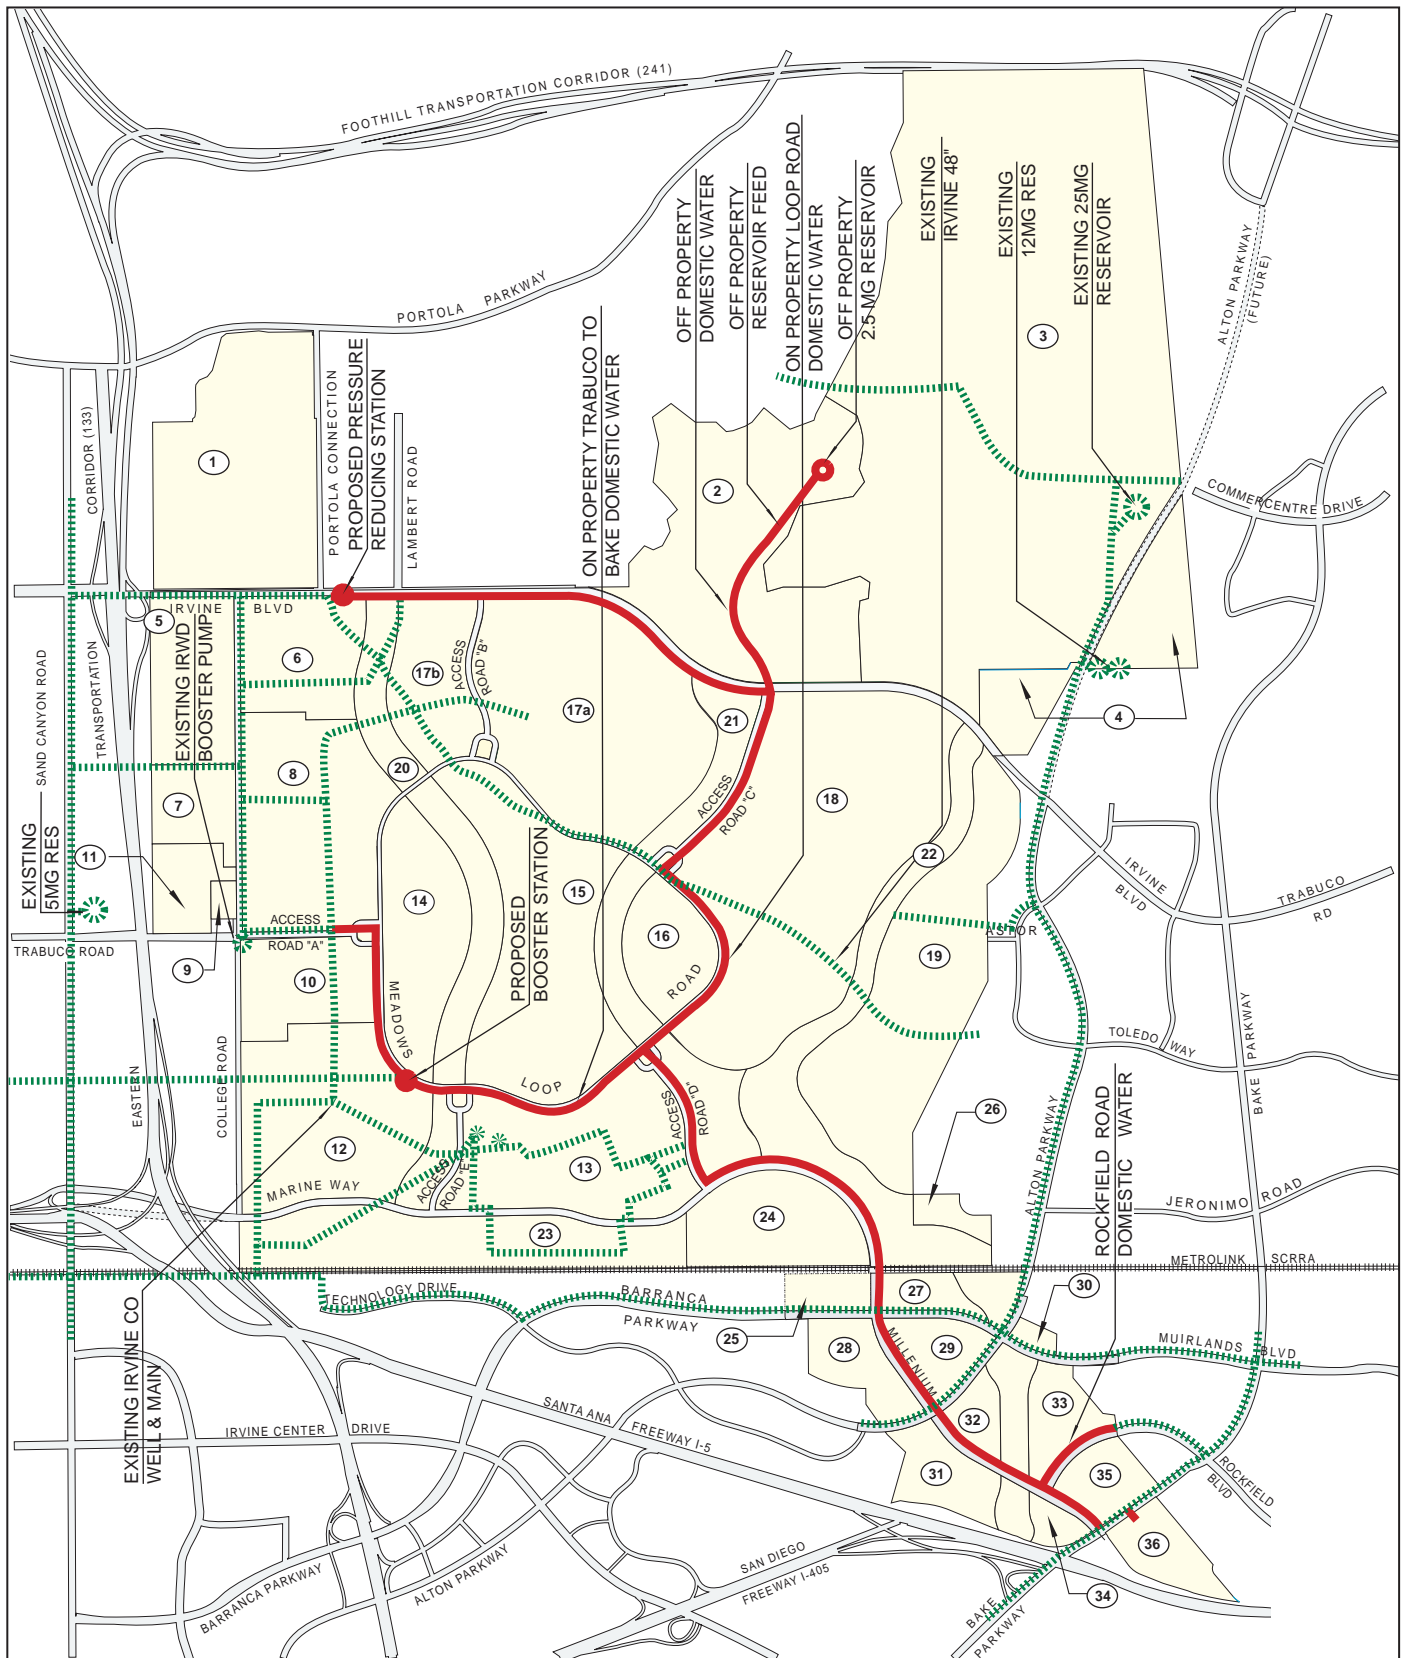 FOOTHILL TRANSPORTATION CORRIDOR (241)
PORTOLA PARKWAY
OFF PROPERTY
DOMESTIC WATER
OFF PROPERTY
RESERVOIR FEED
ON PROPERTY LOOP ROAD
DOMESTIC WATER
OFF PROPERTY
2.5 MG RESERVOIR
EXISTING
IRVINE 48"
EXISTING
12MG RES
EXISTING 25MG
RESERVOIR
ALTON PARKWAY
(FUTURE)
3
CORRIDOR (133)
PORTOLA CONNECTION
PROPOSED PRESSURE
REDUCING STATION
LAMBERT ROAD
ON PROPERTY TRABUCO TO
BAKE DOMESTIC WATER
1
2
COMMERCENTRE DRIVE
IRVINE BLVD
5
EXISTING IRWD
BOOSTER PUMP
6
17b
ACCESS
ROAD "B"
17a
21
4
SAND CANYON ROAD
TRANSPORTATION
7
8
20
ACCESS
ROAD "C"
18
22
EXISTING
5MG RES
11
14
PROPOSED
BOOSTER STATION
15
16
19
IRVINE
BLVD
TRABUCO
RD
ASTOR
ACCESS
ROAD "A"
TRABUCO ROAD
9
10
MEADOWS
LOOP
ROAD
TOLEDO WAY
BAKE PARKWAY
EASTERN
COLLEGE ROAD
12
MARINE WAY
ACCESS
ROAD "E"
13
ACCESS
ROAD "D"
23
24
26
ALTON PARKWAY
ROCKFIELD ROAD
DOMESTIC WATER
JERONIMO ROAD
METROLINK SCRRA
TECHNOLOGY DRIVE
BARRANCA
PARKWAY
25
27
28
29
30
MUIRLANDS BLVD
MILLENIUM
EXISTING IRVINE CO
WELL & MAIN
IRVINE CENTER DRIVE
SANTA ANA FREEWAY I-5
31
32
33
35
ROCKFIELD
BLVD
36
34
SAN DIEGO
FREEWAY I-405
BARRANCA PARKWAY
ALTON PARKWAY
BAKE
PARKWAY